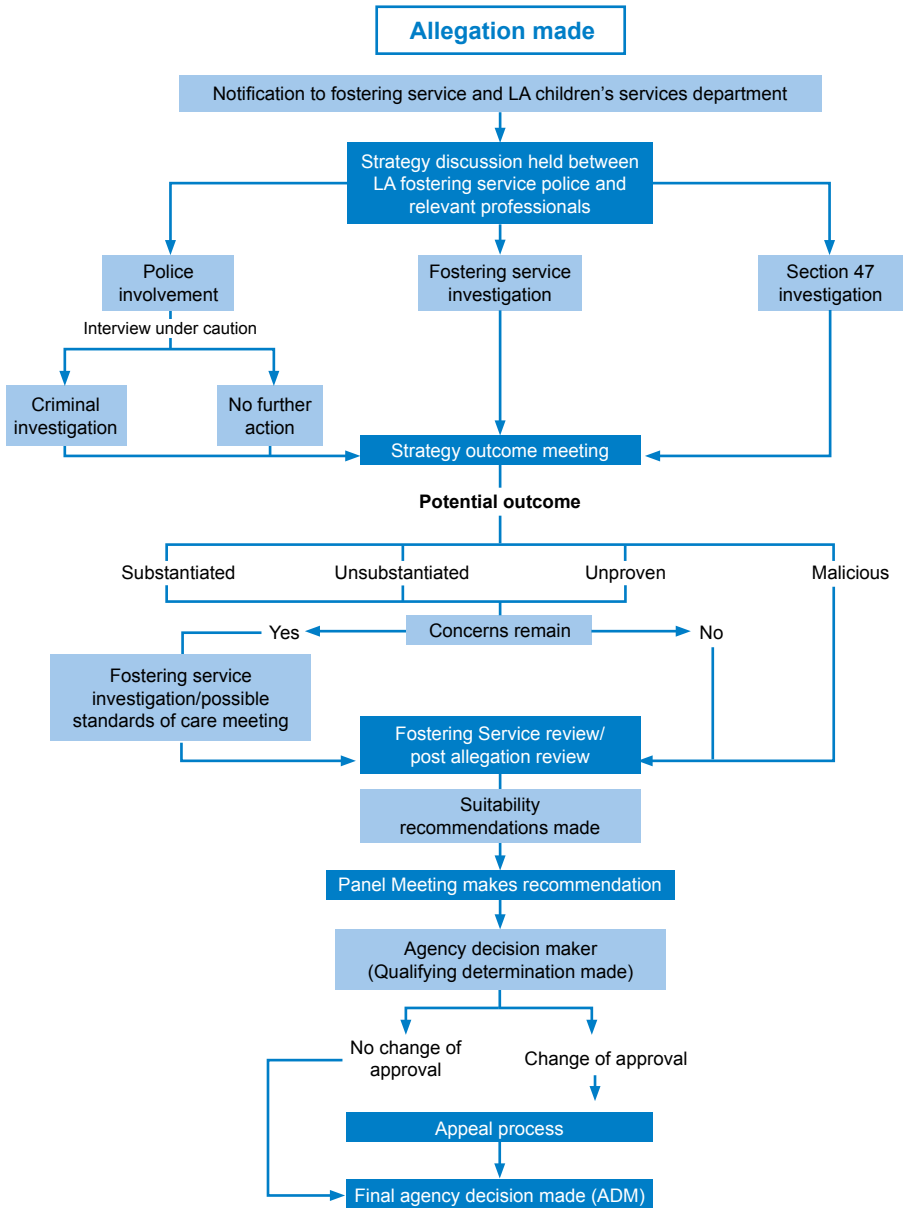 Allegation made
Notification to fostering service and LA children’s services department
Strategy discussion held between
LA fostering service police and
relevant professionals
Police
involvement
Fostering service
investigation
Section 47
investigation
Interview under caution
Criminal
investigation
No further
action
Strategy outcome meeting
Potential outcome
Substantiated
Unsubstantiated
Unproven
Malicious
Yes
Concerns remain
No
Fostering service
investigation/possible
standards of care meeting
Fostering Service review/
post allegation review
Suitability
recommendations made
Panel Meeting makes recommendation
Agency decision maker
(Qualifying determination made)
No change of
approval
Change of approval
Appeal process
Final agency decision made (ADM)